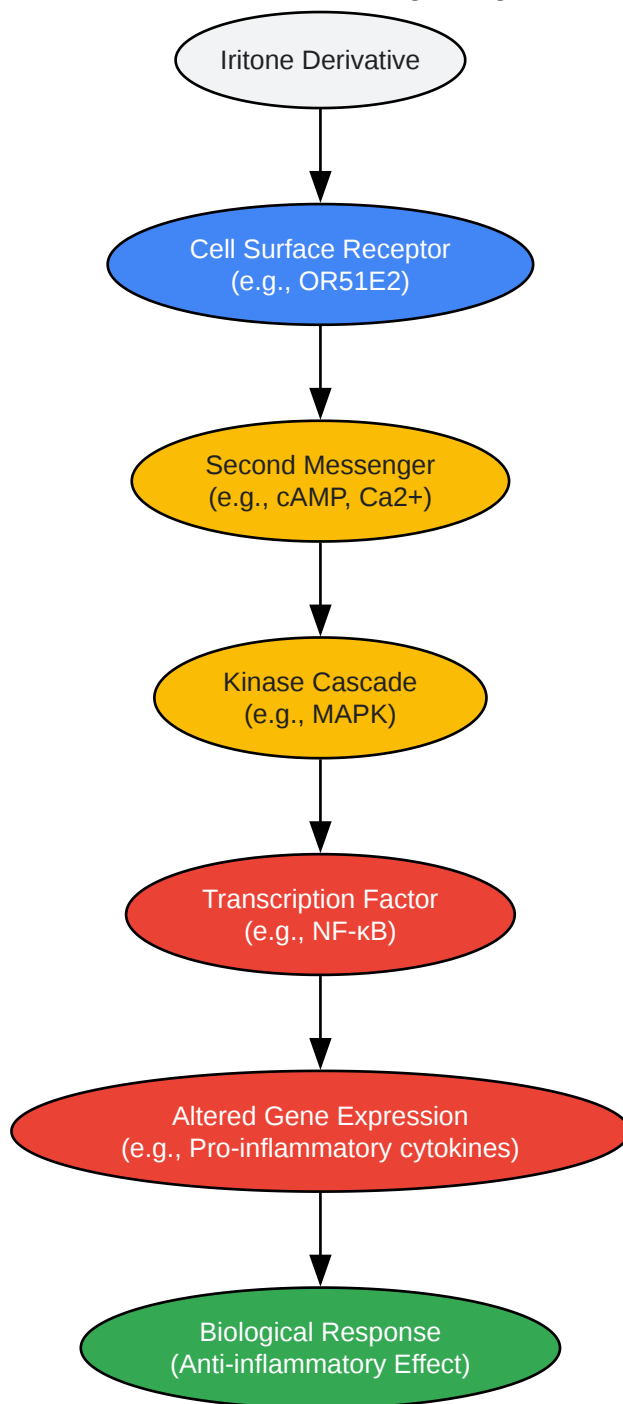 Iritone Derivative
Cell Surface Receptor
(e.g., OR51E2)
Second Messenger
(e.g., cAMP, Ca2+)
Kinase Cascade
(e.g., MAPK)
Transcription Factor
(e.g., NF-κB)
Altered Gene Expression
(e.g., Pro-inflammatory cytokines)
Biological Response
(Anti-inflammatory Effect)